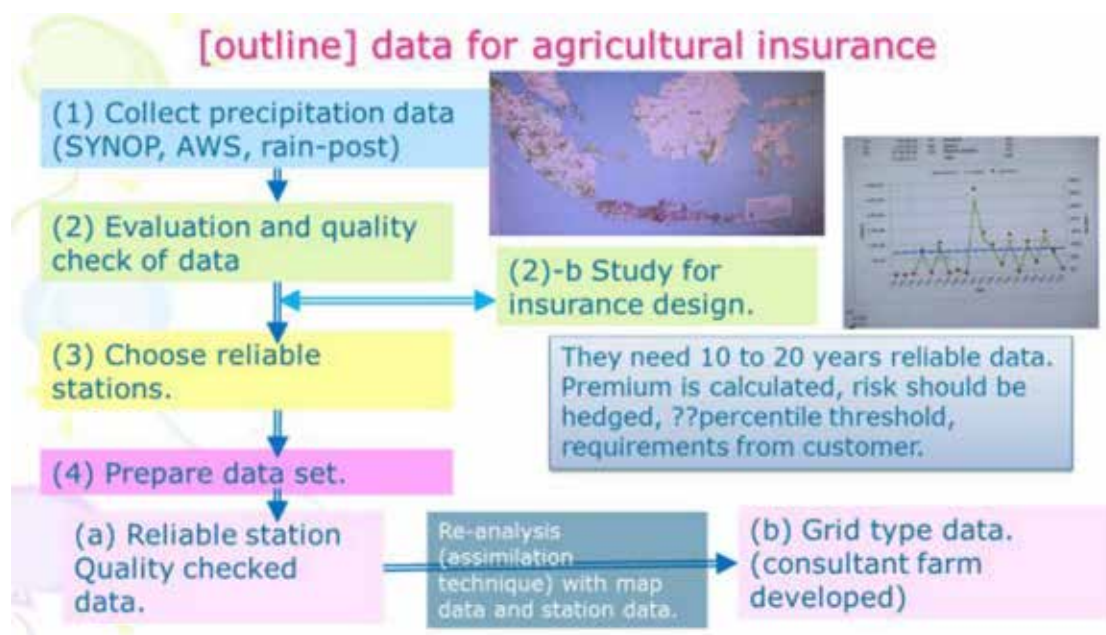 [outline] data for agricultural insurance
(1) Collect precipitation data
(SYNOP, AWS, rain-post)
(2) Evaluation and quality
check of data
(2)-b Study for
insurance design.
(3) Choose reliable
stations.
They need 10 to 20 years reliable data.
Premium is calculated, risk should be
hedged, ??percentile threshold,
requirements from customer.
(4) Prepare data set.
(a) Reliable station
Quality checked
data.
Re-analysis
(assimilation
technique) with map
data and station data.
(b) Grid type data.
(consultant farm
developed)